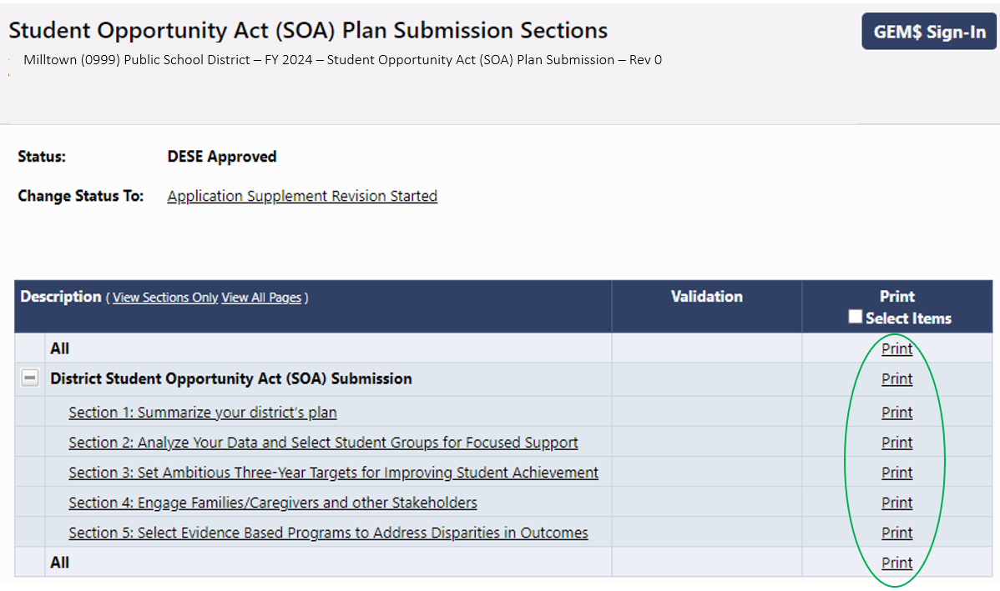 Student Opportunity Act (SOA) Plan Submission Sections
GEM$ Sign-In
Milltown (0999) Public School District – FY 2024 – Student Opportunity Act (SOA) Plan Submission – Rev 0
Status: DESE Approved
Change Status To: Application Supplement Revision Started
Description ( View Sections Only View All Pages ) Validation Print
Select Items
All Print
District Student Opportunity Act (SOA) Submission Print
Section 1: Summarize your district's plan Print
Section 2: Analyze Your Data and Select Student Groups for Focused Support Print
Section 3: Set Ambitious Three-Year Targets for Improving Student Achievement Print
Section 4: Engage Families/Caregivers and other Stakeholders Print
Section 5: Select Evidence Based Programs to Address Disparities in Outcomes Print
All Print